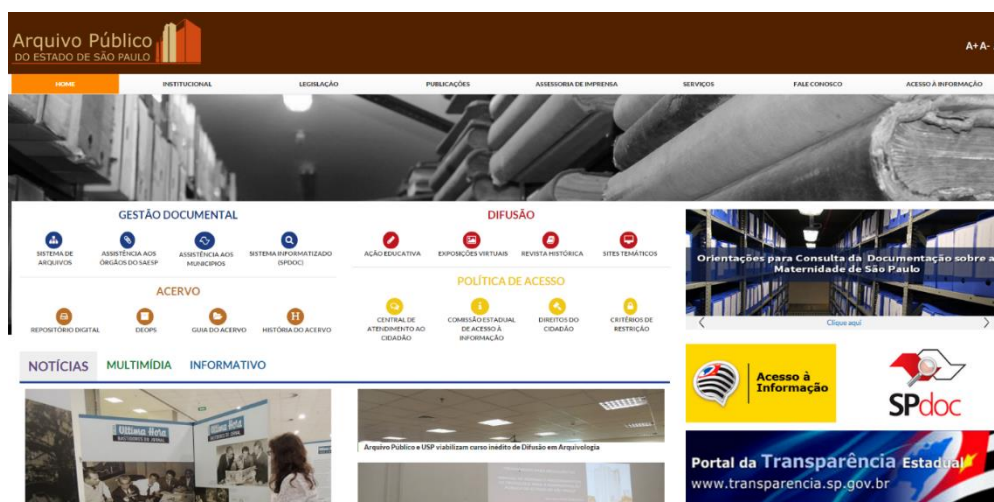 Arquivo Público
DO ESTADO DE SÃO PAULO
A+ A-
HOME
INSTITUCIONAL
LEGISLAÇÃO
PUBLICAÇÕES
ASSESSORIA DE IMPRENSA
SERVIÇOS
FALE CONOSCO
ACESSO À INFORMAÇÃO
GESTÃO DOCUMENTAL
SISTEMA DE
ARQUIVOS
ASSISTÊNCIA AOS
ÓRGÃOS DO SAESP
ASSISTÊNCIA AOS
MUNICÍPIOS
SISTEMA INFORMATIZADO
(SPDOC)
DIFUSÃO
AÇÃO EDUCATIVA
EXPOSIÇÕES VIRTUAIS
REVISTA HISTÓRICA
SITES TEMÁTICOS
ACERVO
REPOSITÓRIO DIGITAL
DEOPS
GUIA DO ACERVO
H
HISTÓRIA DO ACERVO
POLÍTICA DE ACESSO
CENTRAL DE
ATENDIMENTO AO
CIDADÃO
COMISSÃO ESTADUAL
DE ACESSO À
INFORMAÇÃO
DIREITOS DO
CIDADÃO
CRITÉRIOS DE
RESTRIÇÃO
Orientações para Consulta da Documentação sobre a
Maternidade de São Paulo
Clique aqui
NOTÍCIAS
MULTIMÍDIA
INFORMATIVO
Última Hora
BASTIDORES DO JORNAL
Última Hora
Arquivo Público e USP viabilizam curso inédito de Difusão em Arquivologia
Acesso à
Informação
SPdoc
Portal da Transparência Estadual
www.transparencia.sp.gov.br